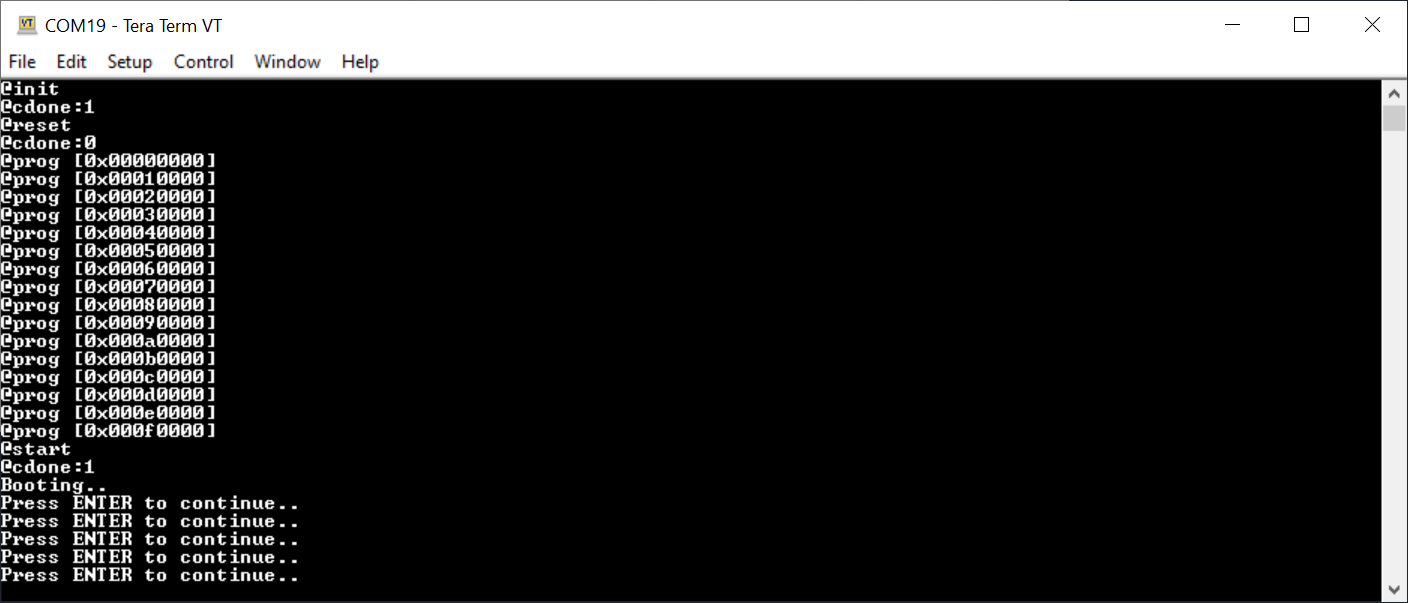 COM19 - Tera Term VT
File Edit Setup Control Window Help
@init
@cdone:1
@reset
@cdone:0
@prog [0x00000000]
@prog [0x00010000]
@prog [0x00020000]
@prog [0x00030000]
@prog [0x00040000]
@prog [0x00050000]
@prog [0x00060000]
@prog [0x00070000]
@prog [0x00080000]
@prog [0x00090000]
@prog [0x000a0000]
@prog [0x000b0000]
@prog [0x000c0000]
@prog [0x000d0000]
@prog [0x000e0000]
@prog [0x000f0000]
@start
@cdone:1
Booting..
Press ENTER to continue..
Press ENTER to continue..
Press ENTER to continue..
Press ENTER to continue..
Press ENTER to continue..